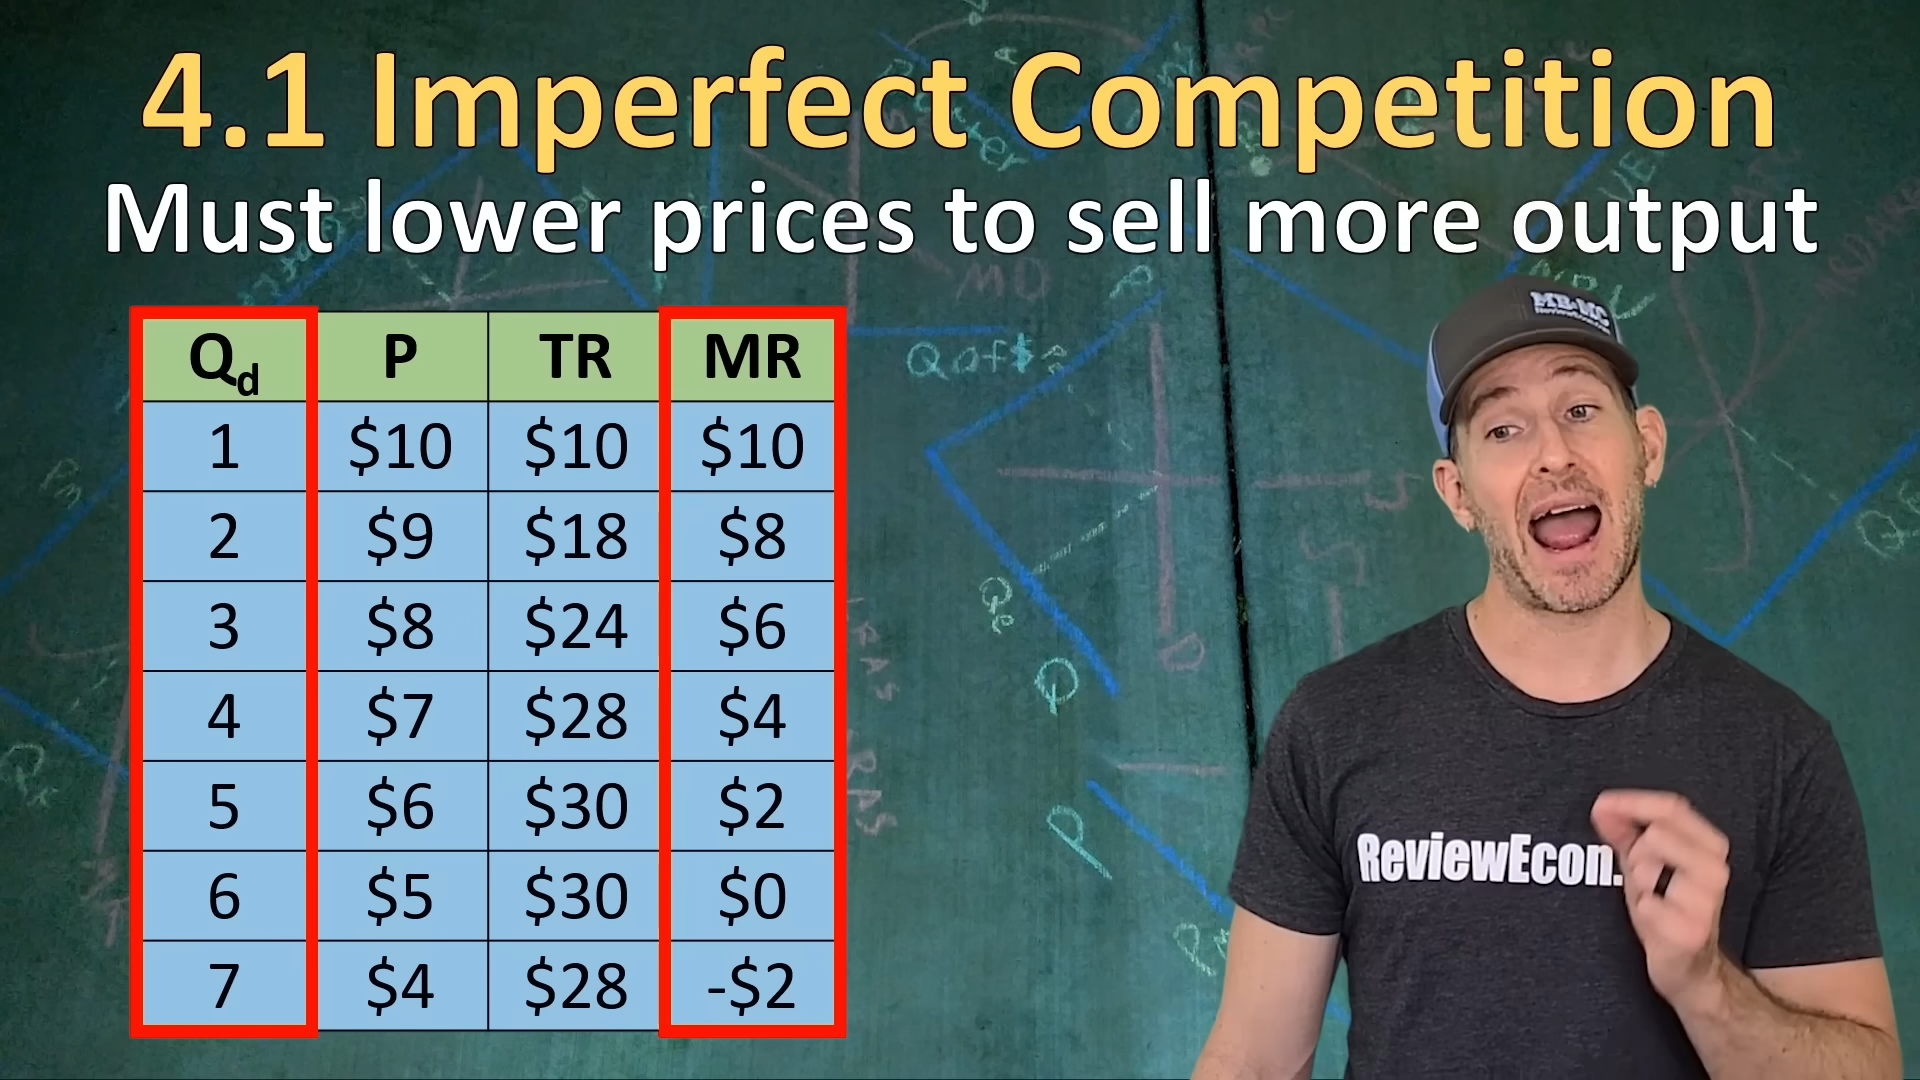 4.1 Imperfect Competition
Must lower prices to sell more output
Qd P TR MR
1 $10 $10 $10
2 $9 $18 $8
3 $8 $24 $6
4 $7 $28 $4
5 $6 $30 $2
6 $5 $30 $0
7 $4 $28 -$2
MB=MC
ReviewEcon.